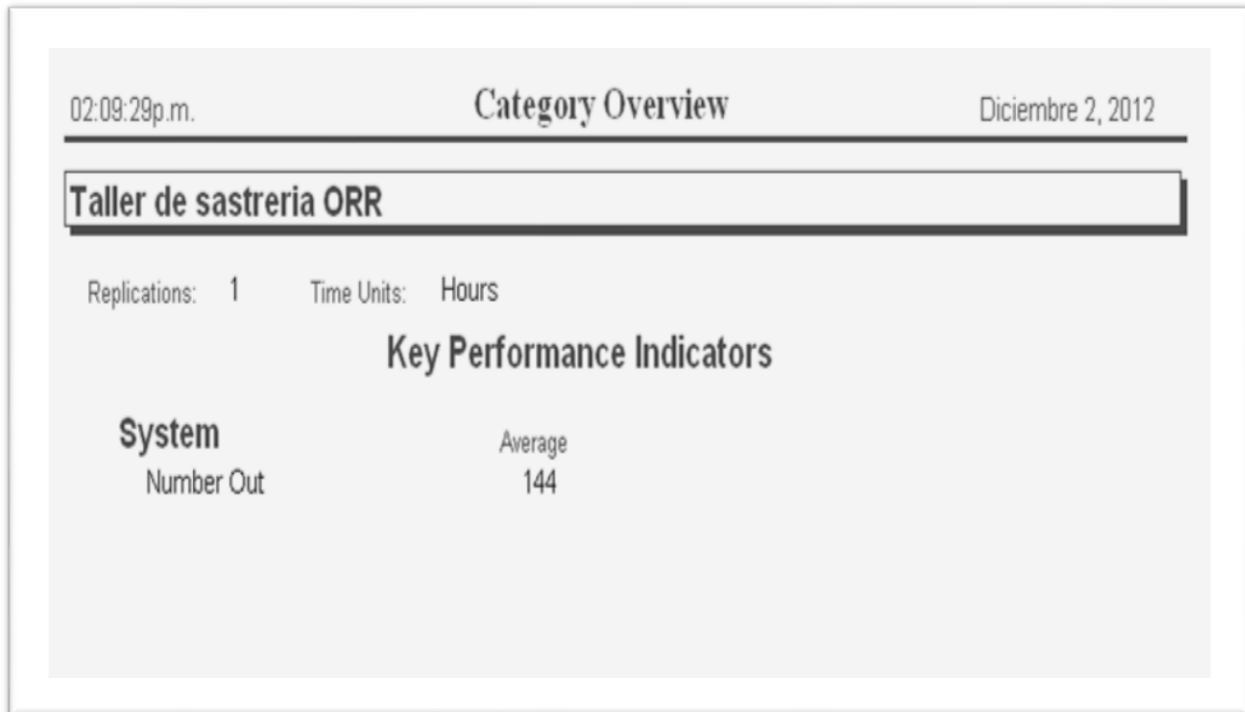 02:09:29p.m. Category Overview Diciembre 2, 2012
Taller de sastreria ORR
Replications: 1 Time Units: Hours
Key Performance Indicators
System Average
Number Out 144